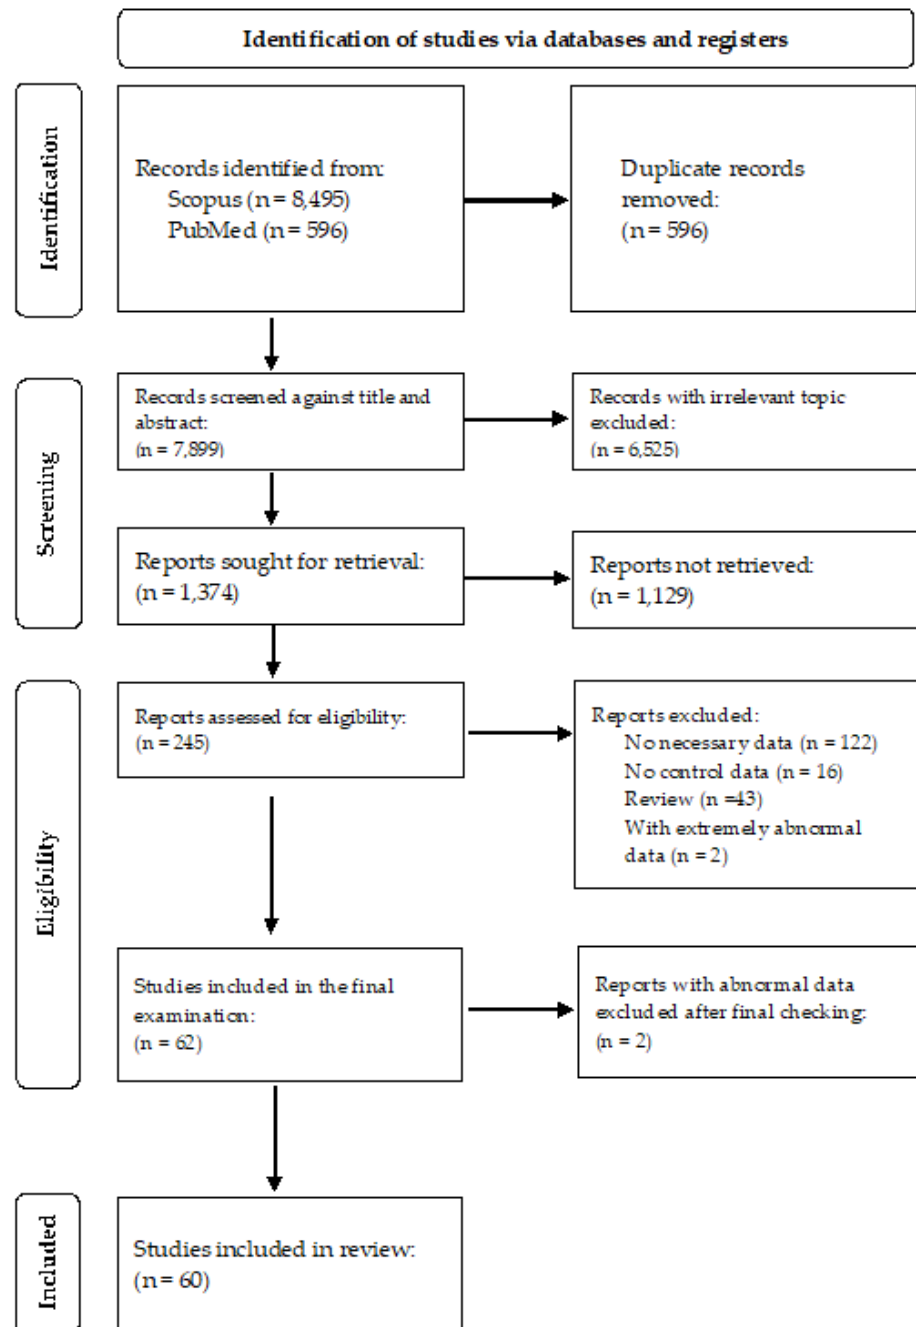 Identification of studies via databases and registers
Identification
Records identified from:
Scopus (n = 8,495)
PubMed (n = 596)
Duplicate records
removed:
(n = 596)
Screening
Records screened against title and
abstract:
(n = 7,899)
Records with irrelevant topic
excluded:
(n = 6,525)
Reports sought for retrieval:
(n = 1,374)
Reports not retrieved:
(n = 1,129)
Eligibility
Reports assessed for eligibility:
(n = 245)
Reports excluded:
No necessary data (n = 122)
No control data (n = 16)
Review (n =43)
With extremely abnormal
data (n = 2)
Studies included in the final
examination:
(n = 62)
Reports with abnormal data
excluded after final checking:
(n = 2)
Included
Studies included in review:
(n = 60)